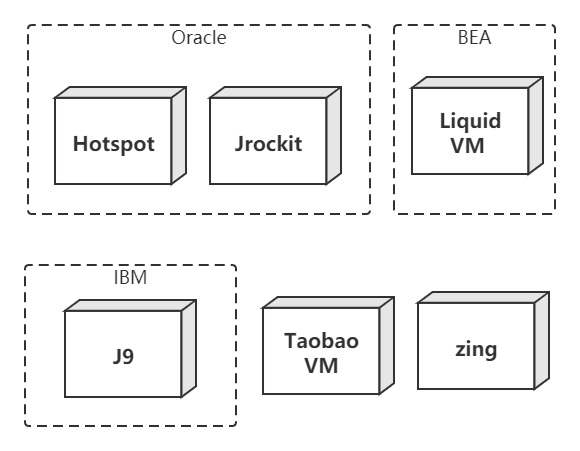 Oracle
Hotspot
Jrockit
BEA
Liquid
VM
IBM
J9
Taobao
VM
zing